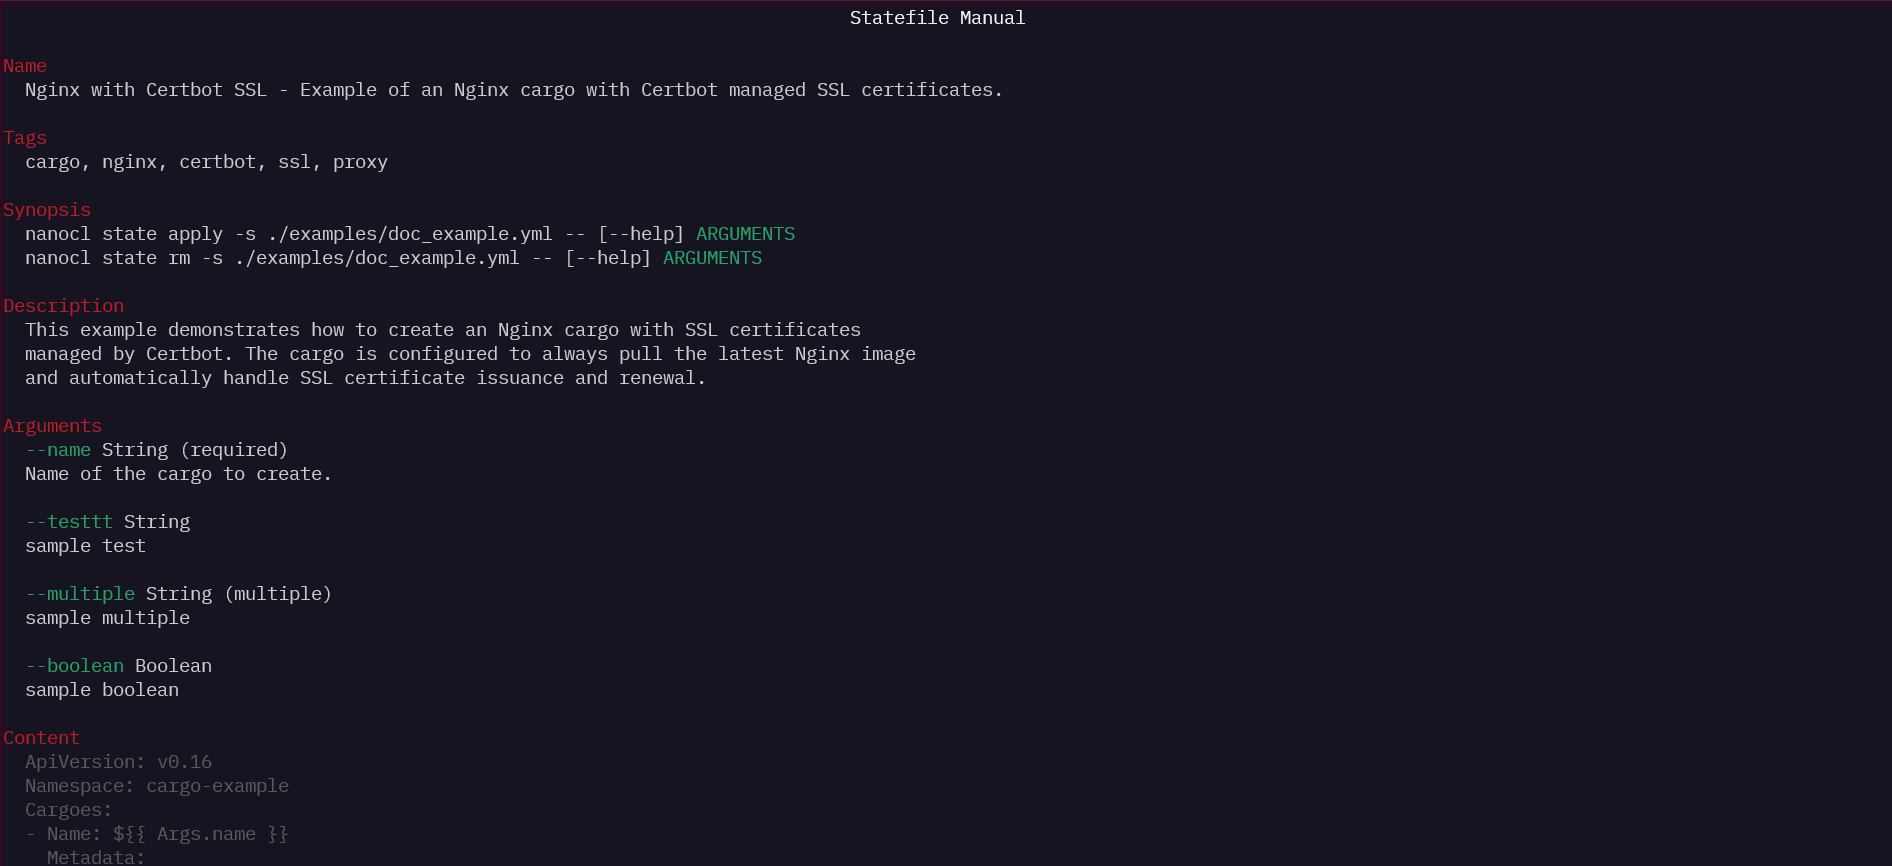 Statefile Manual
Name
Nginx with Certbot SSL - Example of an Nginx cargo with Certbot managed SSL certificates.
Tags
cargo, nginx, certbot, ssl, proxy
Synopsis
nanocl state apply -s ./examples/doc_example.yml -- [--help] ARGUMENTS
nanocl state rm -s ./examples/doc_example.yml -- [--help] ARGUMENTS
Description
This example demonstrates how to create an Nginx cargo with SSL certificates
managed by Certbot. The cargo is configured to always pull the latest Nginx image
and automatically handle SSL certificate issuance and renewal.
Arguments
--name String (required)
Name of the cargo to create.
--testtt String
sample test
--multiple String (multiple)
sample multiple
--boolean Boolean
sample boolean
Content
ApiVersion: v0.16
Namespace: cargo-example
Cargoes:
- Name: ${{ Args.name }}
Metadata: